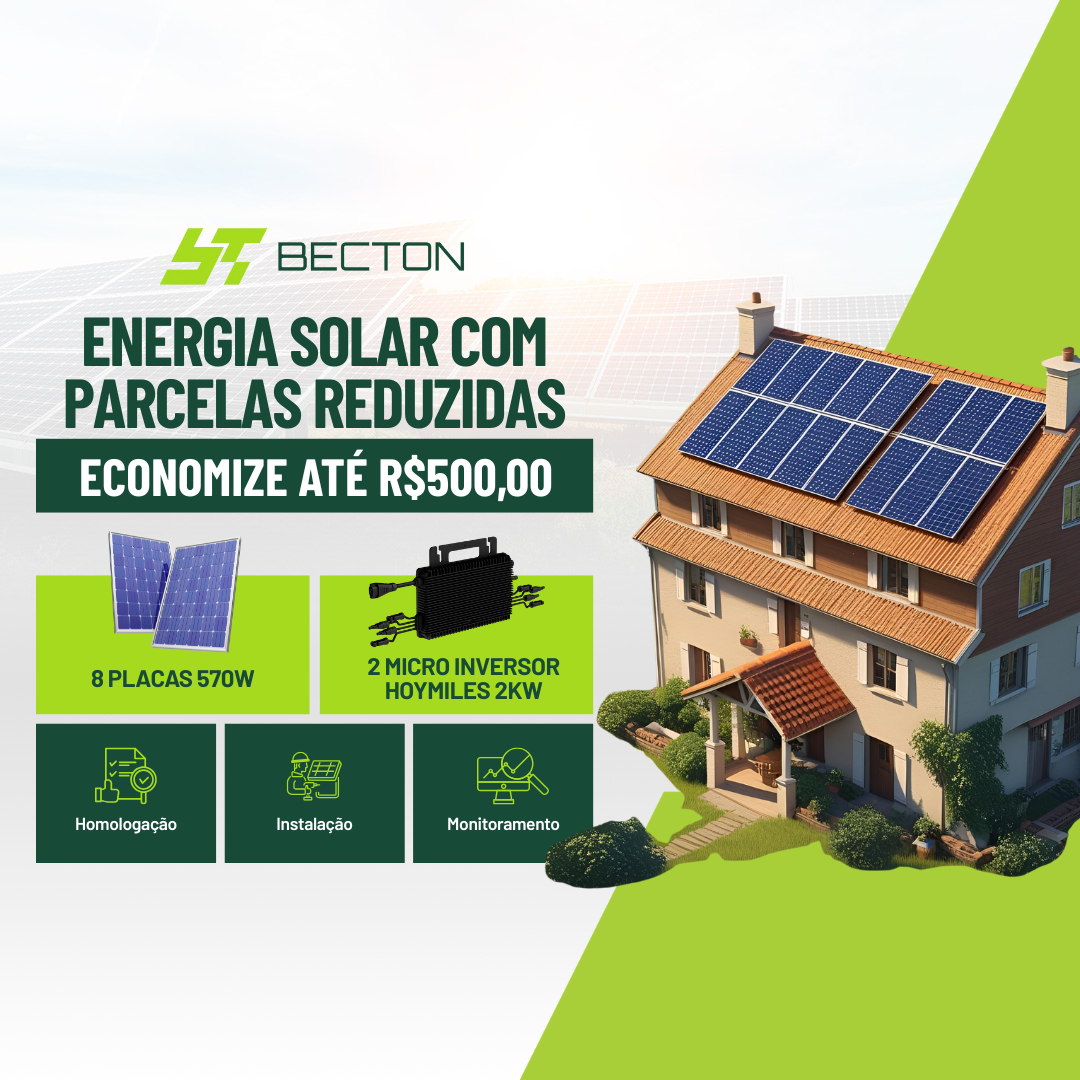 BECTON
ENERGIA SOLAR COM
PARCELAS REDUZIDAS
ECONOMIZE ATÉ R$500,00
8 PLACAS 570W
2 MICRO INVERSOR
HOYMILES 2KW
Homologação
Instalação
Monitoramento